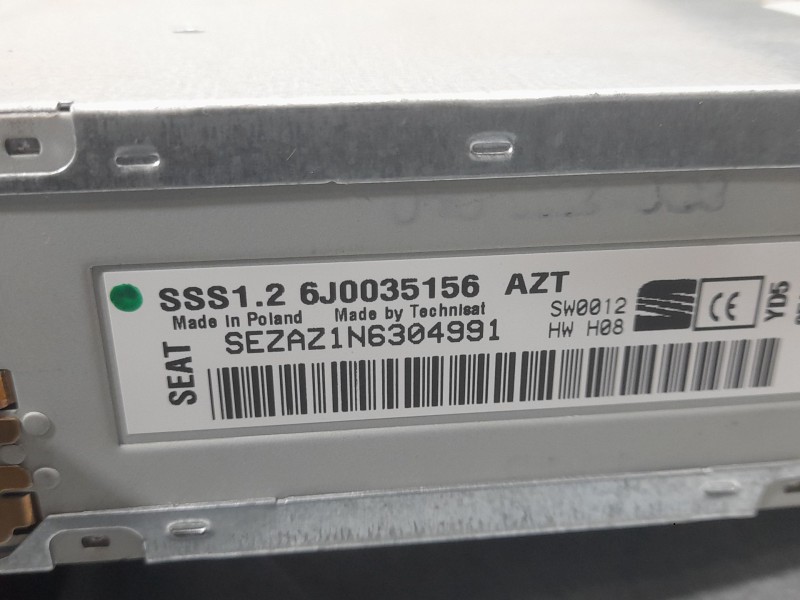 SSS1.2 6J0035156 AZT
Made in Poland Made by Technisat
SW0012
HW H08
SEZAZ1N6304991
SEAT
CE
YD5